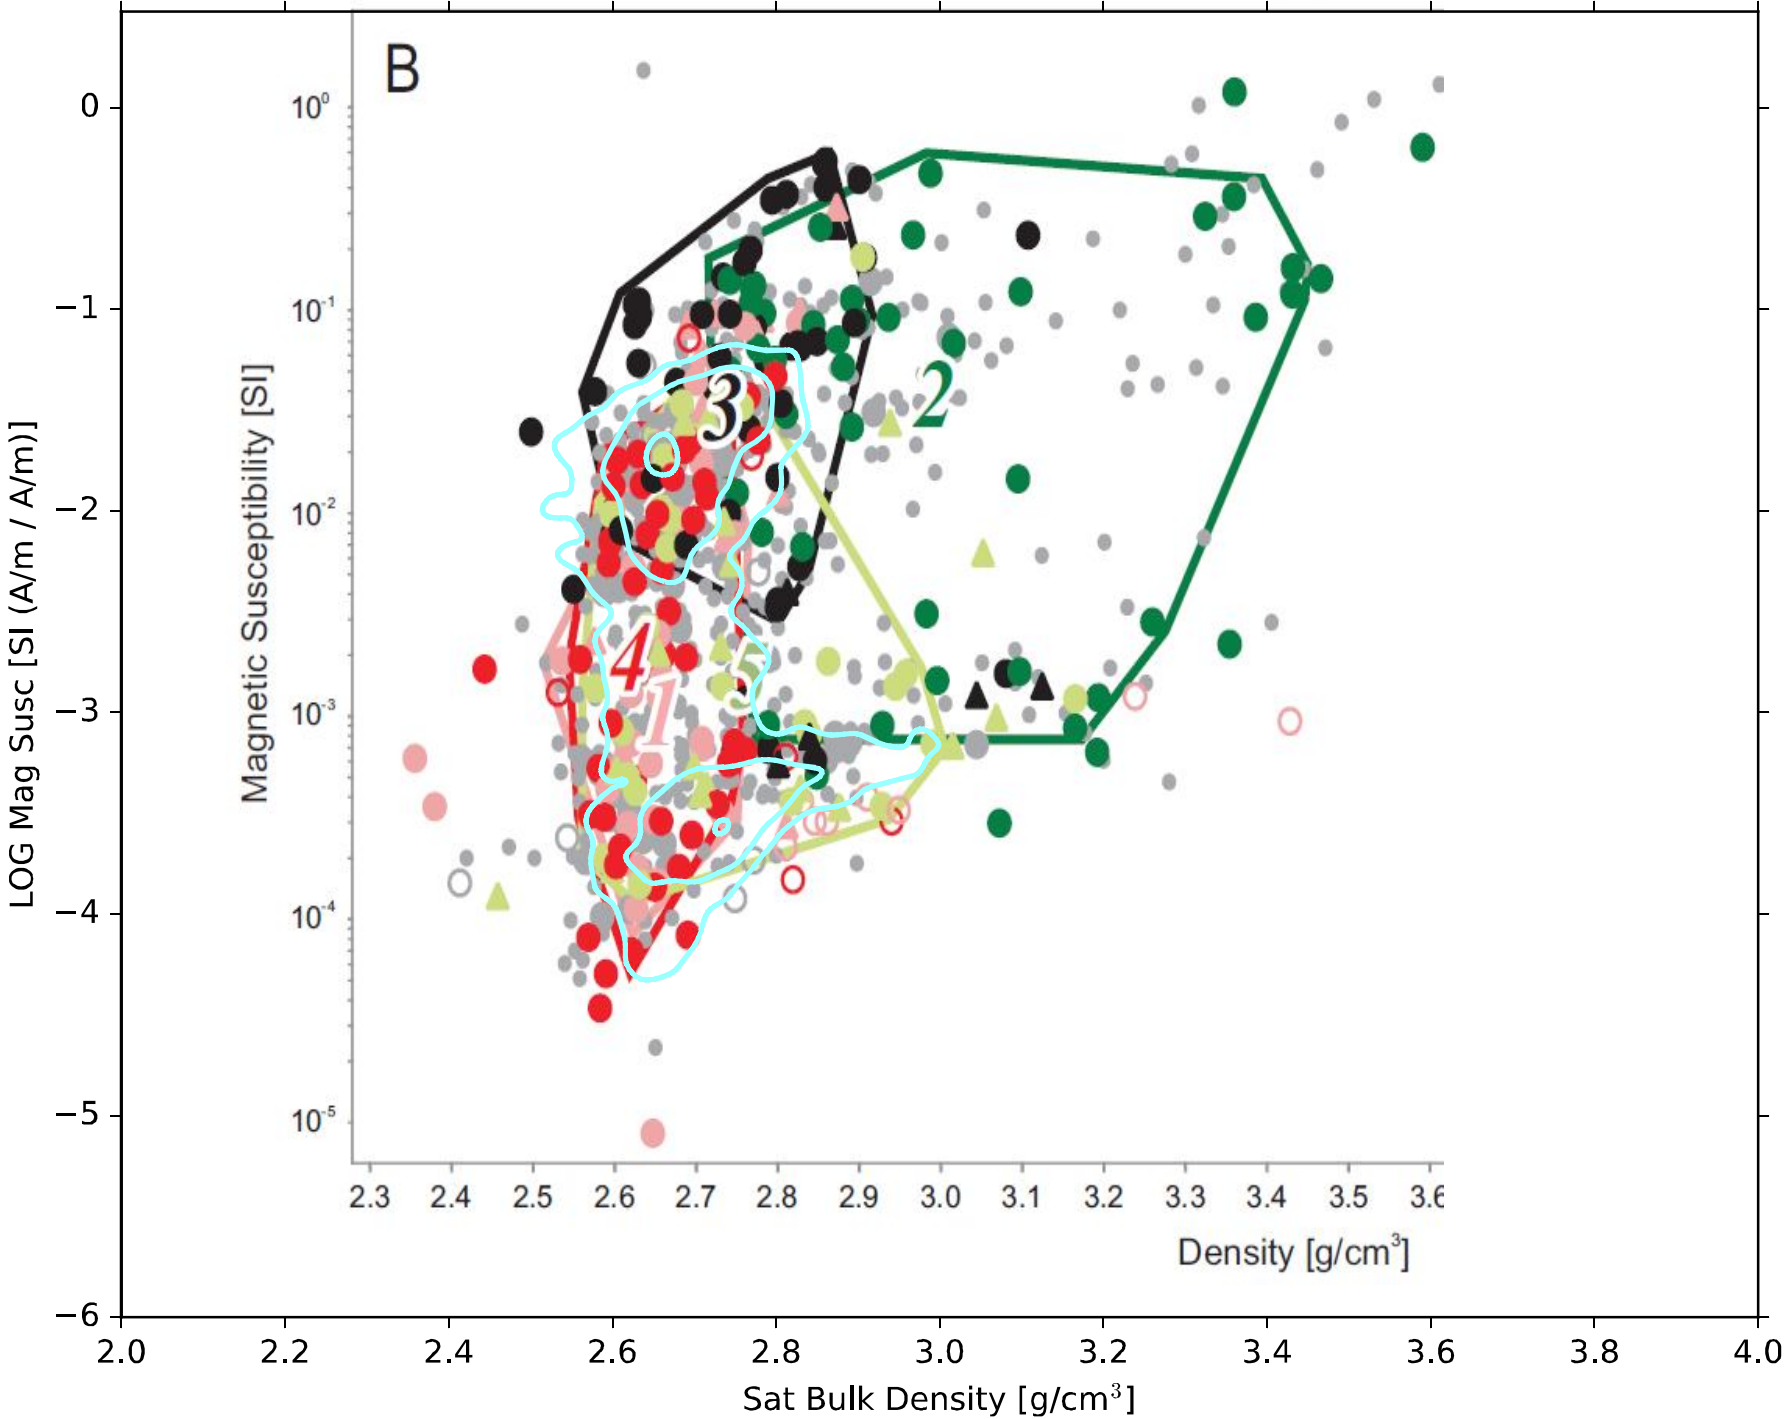 B
0
−1
−2
−3
−4
−5
−6
LOG Mag Susc [SI (A/m / A/m)]
10⁰
10⁻¹
10⁻²
10⁻³
10⁻⁴
10⁻⁵
Magnetic Susceptibility [SI]
2
3
4
1
5
2.3 2.4 2.5 2.6 2.7 2.8 2.9 3.0 3.1 3.2 3.3 3.4 3.5 3.6
Density [g/cm³]
2.0 2.2 2.4 2.6 2.8 3.0 3.2 3.4 3.6 3.8 4.0
Sat Bulk Density [g/cm³]